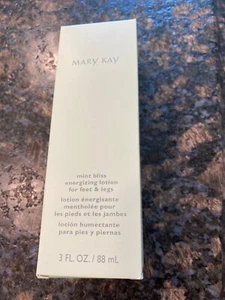 MARY KAY
mint bliss
energizing lotion
for feet & legs
lotion énergisante
mentholée pour
les pieds et les jambes
loción humectante
para pies y piernas
3 FL. OZ. / 88 mL